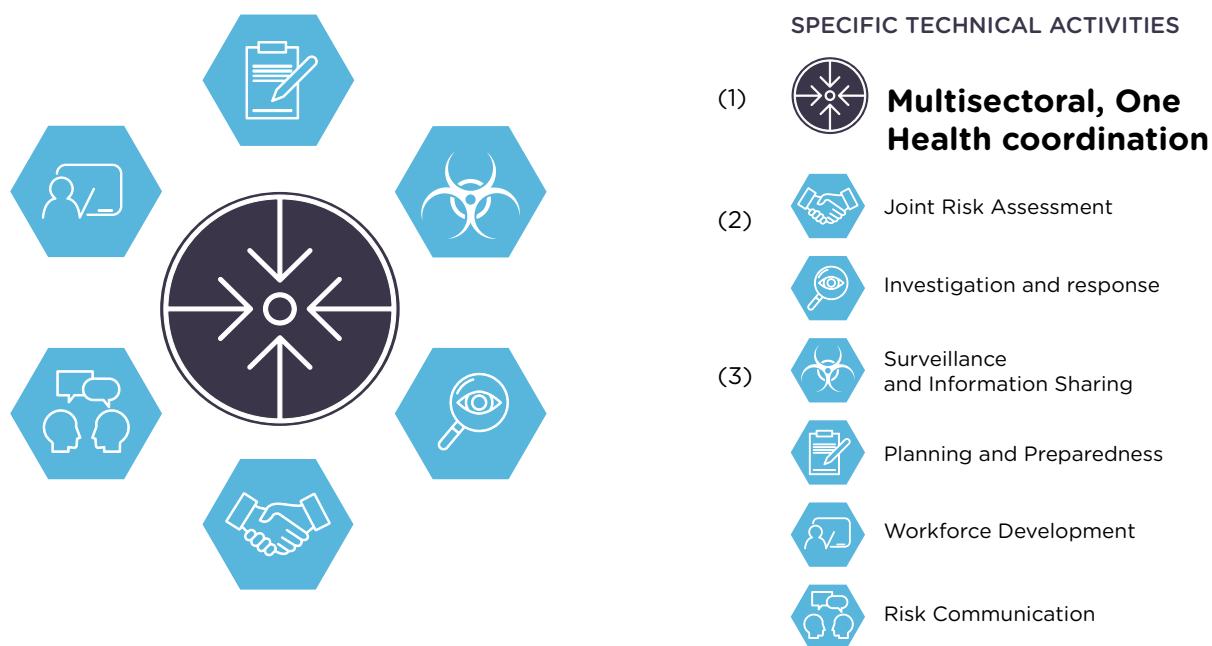 SPECIFIC TECHNICAL ACTIVITIES
(1)
Multisectoral, One
Health coordination
(2)
Joint Risk Assessment
Investigation and response
(3)
Surveillance
and Information Sharing
Planning and Preparedness
Workforce Development
Risk Communication